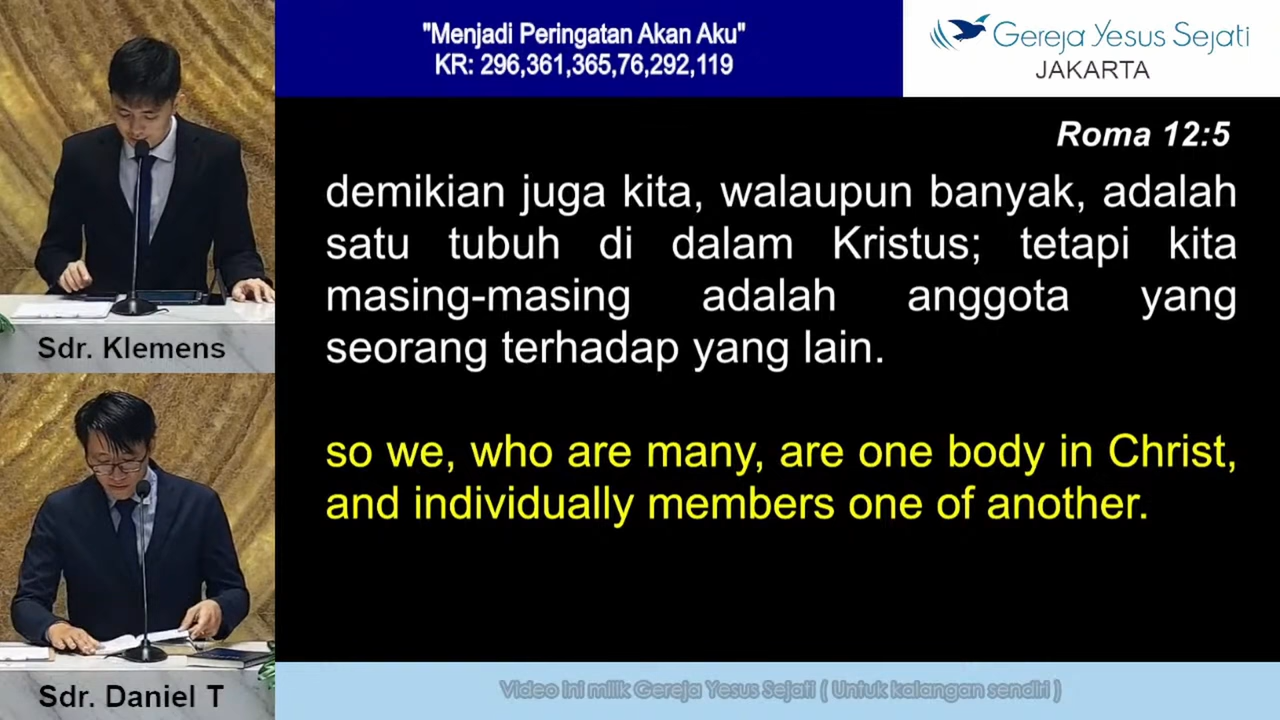 "Menjadi Peringatan Akan Aku"
KR: 296,361,365,76,292,119
Gereja Yesus Sejati
JAKARTA
Roma 12:5
demikian juga kita, walaupun banyak, adalah
satu tubuh di dalam Kristus; tetapi kita
masing-masing adalah anggota yang
seorang terhadap yang lain.
so we, who are many, are one body in Christ,
and individually members one of another.
Sdr. Klemens
Sdr. Daniel T
Video ini milik Gereja Yesus Sejati ( Untuk kalangan sendiri )